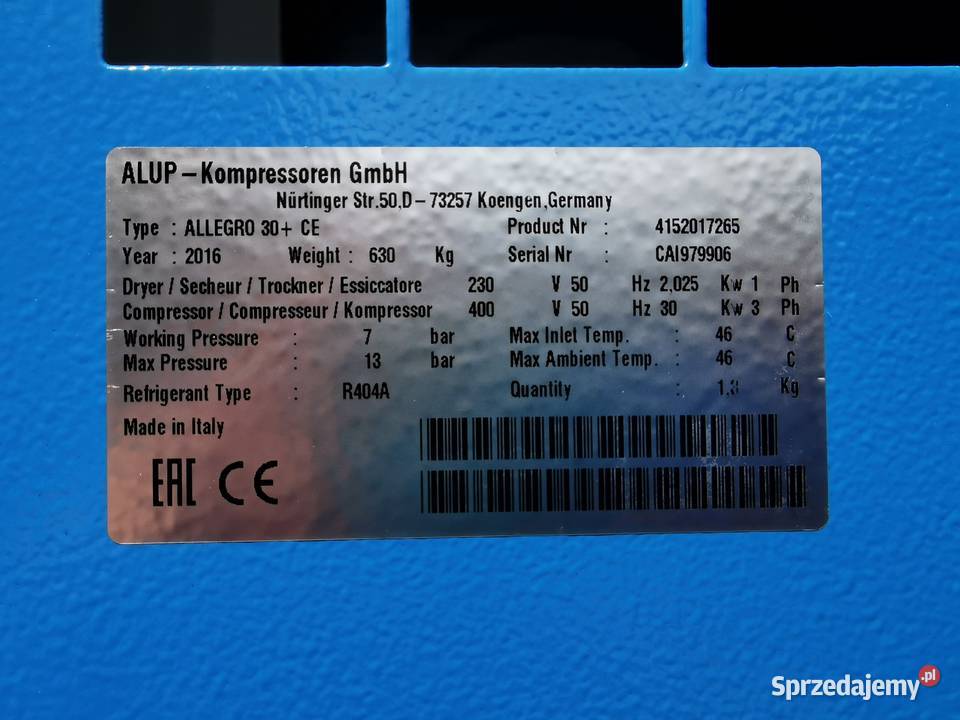 ALUP – Kompressoren GmbH
Nürtinger Str.50,D – 73257 Koengen,Germany
Type : ALLEGRO 30+ CE Product Nr : 4152017265
Year : 2016 Weight : 630 Kg Serial Nr : CAI979906
Dryer / Secheur / Trockner / Essiccatore 230 V 50 Hz 2,025 Kw 1 Ph
Compressor / Compresseur / Kompressor 400 V 50 Hz 30 Kw 3 Ph
Working Pressure : 7 bar Max Inlet Temp. : 46 C
Max Pressure : 13 bar Max Ambient Temp. : 46 C
Refrigerant Type : R404A Quantity : 1,3 Kg
Made in Italy
EAC CE
Sprzedajemy.pl